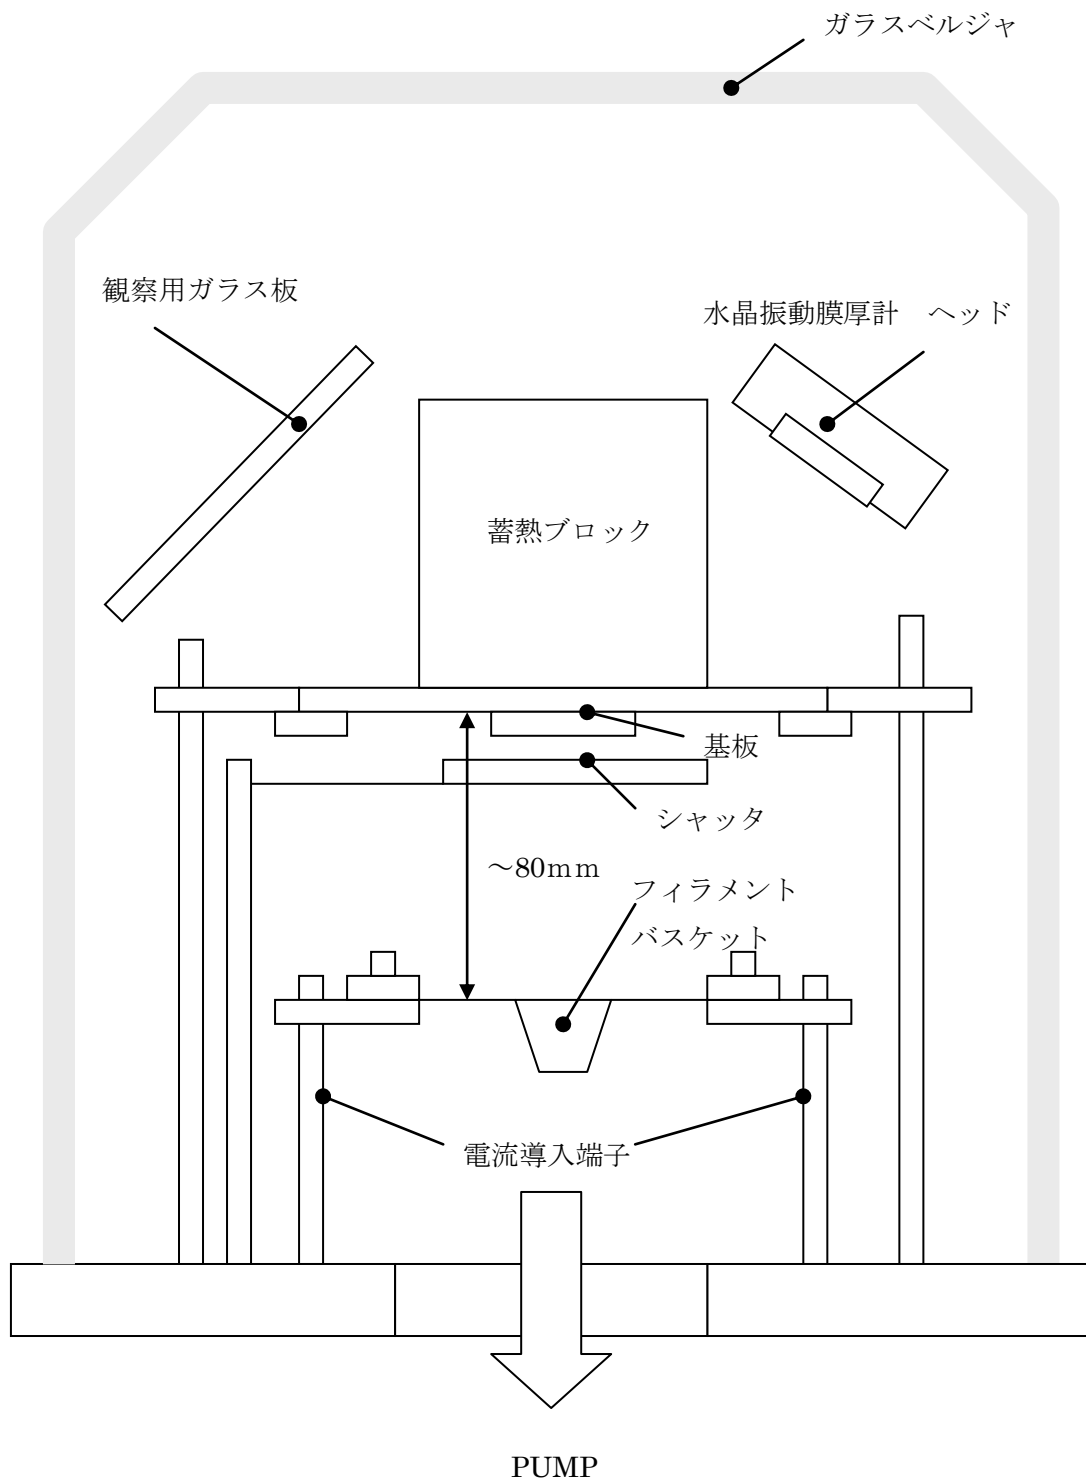 ガラスベルジャ
観察用ガラス板
水晶振動膜厚計　ヘッド
蓄熱ブロック
基板
シャッタ
～80mm
フィラメント
バスケット
電流導入端子
PUMP